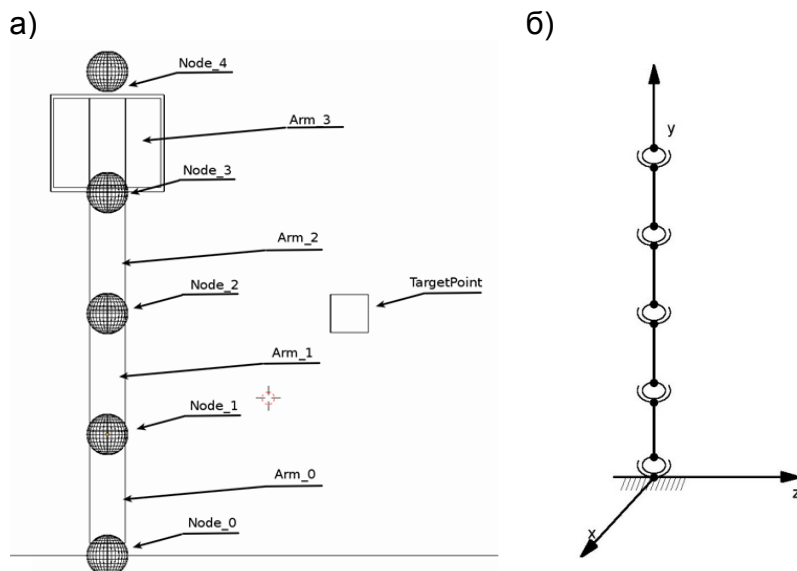 а)
б)
Node_4
Arm_3
Node_3
Arm_2
Node_2
TargetPoint
Arm_1
Node_1
Arm_0
Node_0
y
z
x